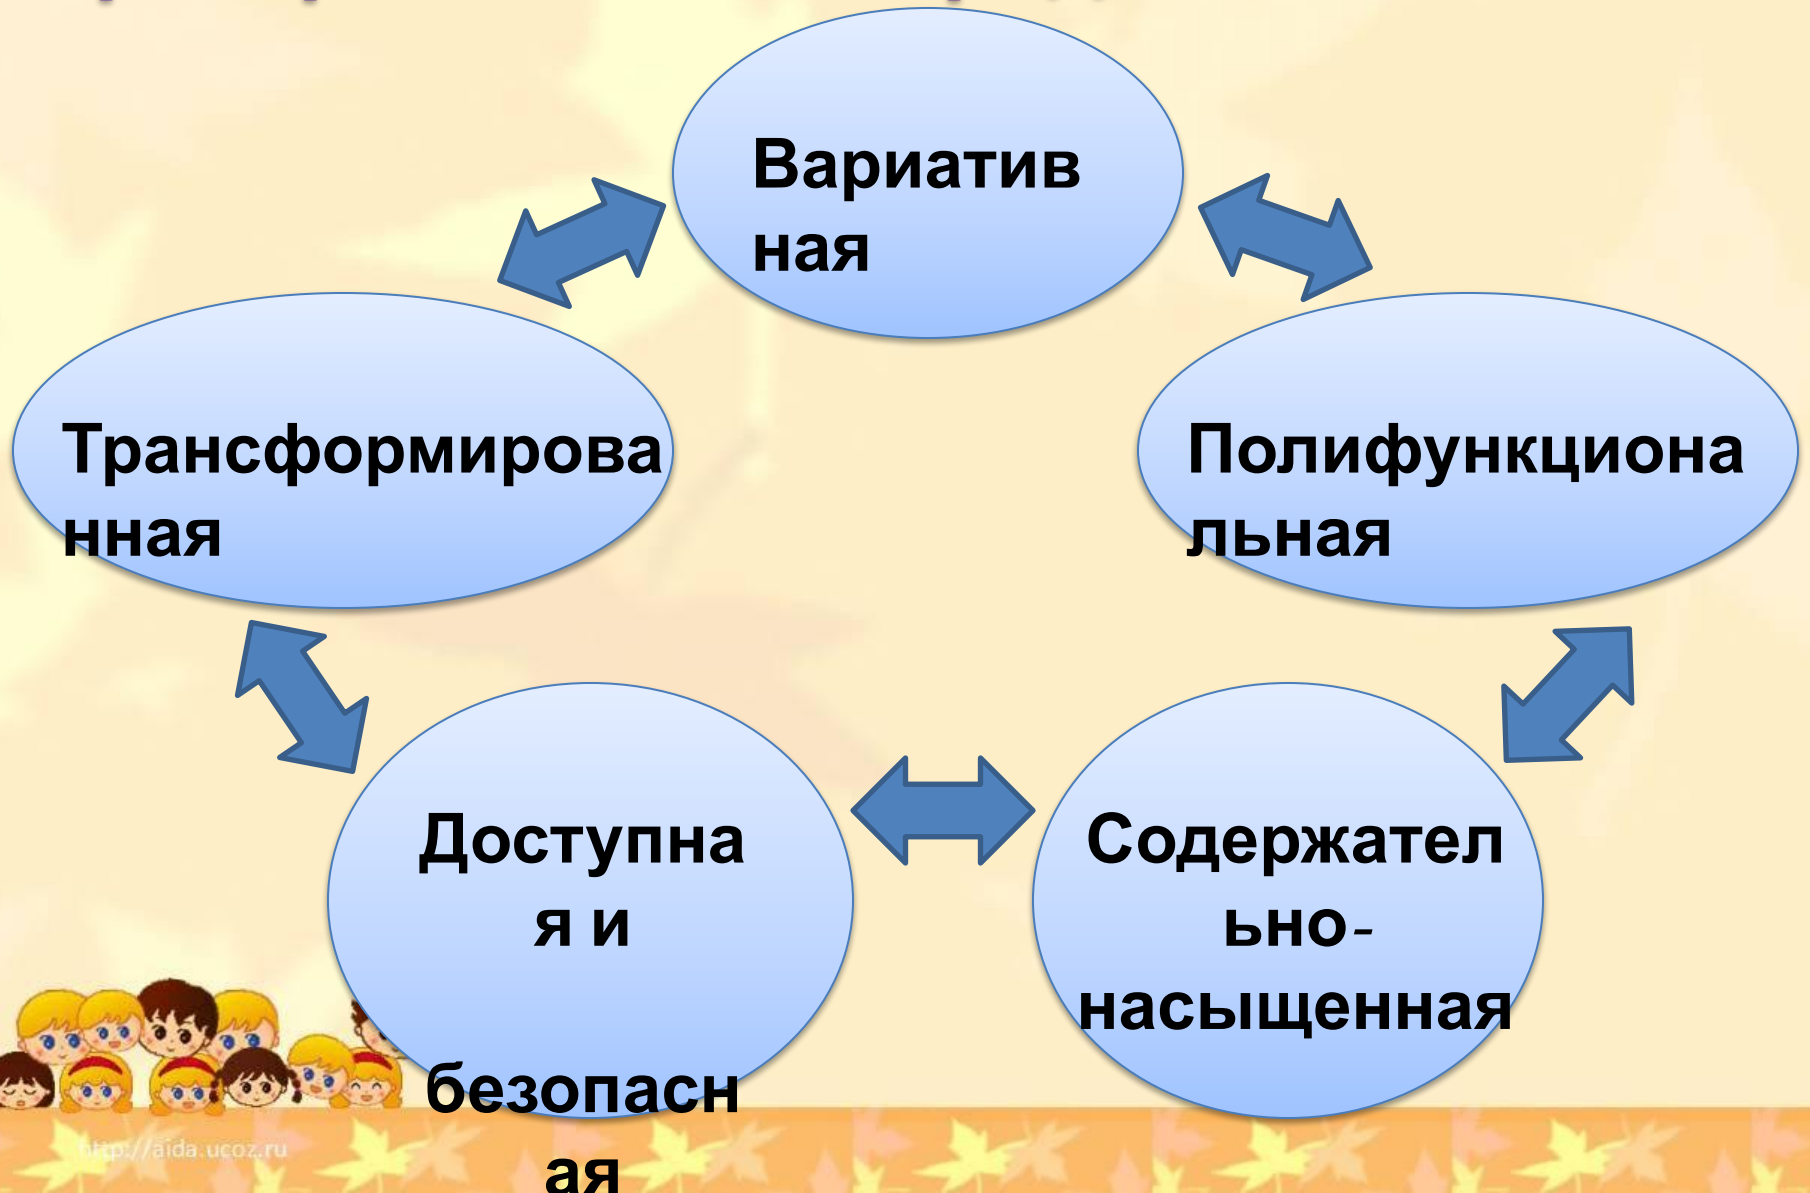 Вариатив
ная
Трансформирова
нная
Полифункциона
льная
Доступна
я и
безопасн
ая
Содержател
ьно-
насыщенная
http://aida.ucoz.ru